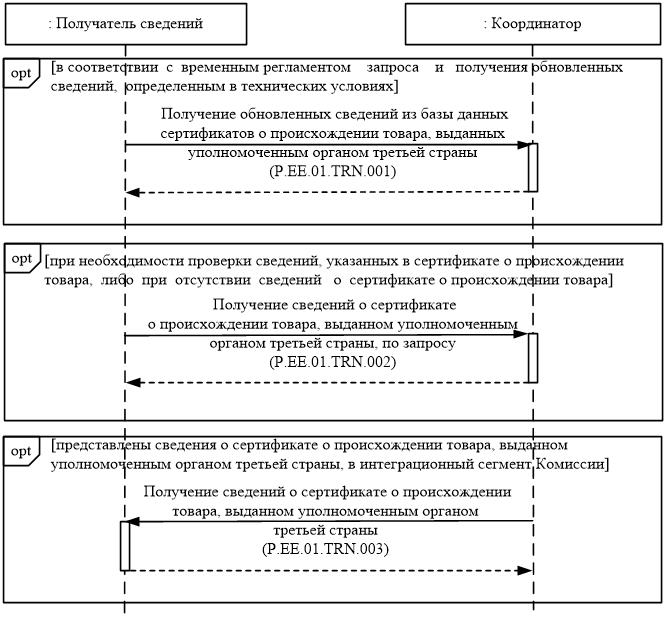 : Получатель сведений
: Координатор
opt
[в соответствии с временным регламентом запроса и получения обновленных
сведений, определенным в технических условиях]
Получение обновленных сведений из базы данных
сертификатов о происхождении товара, выданных
уполномоченным органом третьей страны
(P.EE.01.TRN.001)
opt
[при необходимости проверки сведений, указанных в сертификате о происхождении
товара, либо при отсутствии сведений о сертификате о происхождении товара]
Получение сведений о сертификате
о происхождении товара, выданном уполномоченным
органом третьей страны, по запросу
(P.EE.01.TRN.002)
opt
[представлены сведения о сертификате о происхождении товара, выданном
уполномоченным органом третьей страны, в интеграционный сегмент Комиссии]
Получение сведений о сертификате о происхождении
товара, выданном уполномоченным органом
третьей страны
(P.EE.01.TRN.003)